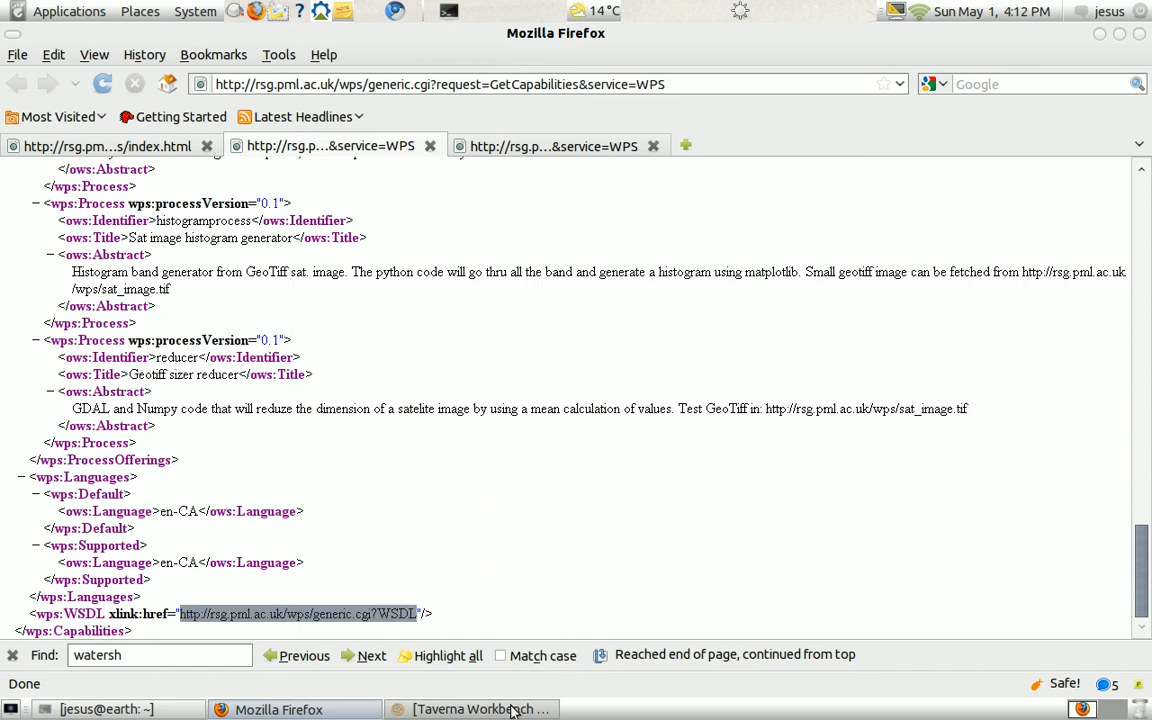 Applications Places System ? 14 °C Sun May 1, 4:12 PM jesus
Mozilla Firefox
File Edit View History Bookmarks Tools Help
http://rsg.pml.ac.uk/wps/generic.cgi?request=GetCapabilities&service=WPS Google
Most Visited Getting Started Latest Headlines
http://rsg.pm...s/index.html http://rsg.p...&service=WPS http://rsg.p...&service=WPS
</ows:Abstract>
</wps:Process>
− <wps:Process wps:processVersion="0.1">
<ows:Identifier>histogramprocess</ows:Identifier>
<ows:Title>Sat image histogram generator</ows:Title>
− <ows:Abstract>
Histogram band generator from GeoTiff sat. image. The python code will go thru all the band and generate a histogram using matplotlib. Small geotiff image can be fetched from http://rsg.pml.ac.uk
/wps/sat_image.tif
</ows:Abstract>
</wps:Process>
− <wps:Process wps:processVersion="0.1">
<ows:Identifier>reducer</ows:Identifier>
<ows:Title>Geotiff sizer reducer</ows:Title>
− <ows:Abstract>
GDAL and Numpy code that will reduze the dimension of a satelite image by using a mean calculation of values. Test GeoTiff in: http://rsg.pml.ac.uk/wps/sat_image.tif
</ows:Abstract>
</wps:Process>
</wps:ProcessOfferings>
− <wps:Languages>
− <wps:Default>
<ows:Language>en-CA</ows:Language>
</wps:Default>
− <wps:Supported>
<ows:Language>en-CA</ows:Language>
</wps:Supported>
</wps:Languages>
<wps:WSDL xlink:href="http://rsg.pml.ac.uk/wps/generic.cgi?WSDL"/>
</wps:Capabilities>
Find: watersh Previous Next Highlight all Match case Reached end of page, continued from top
Done Safe! 5
[jesus@earth: ~] Mozilla Firefox [Taverna Workbench ...